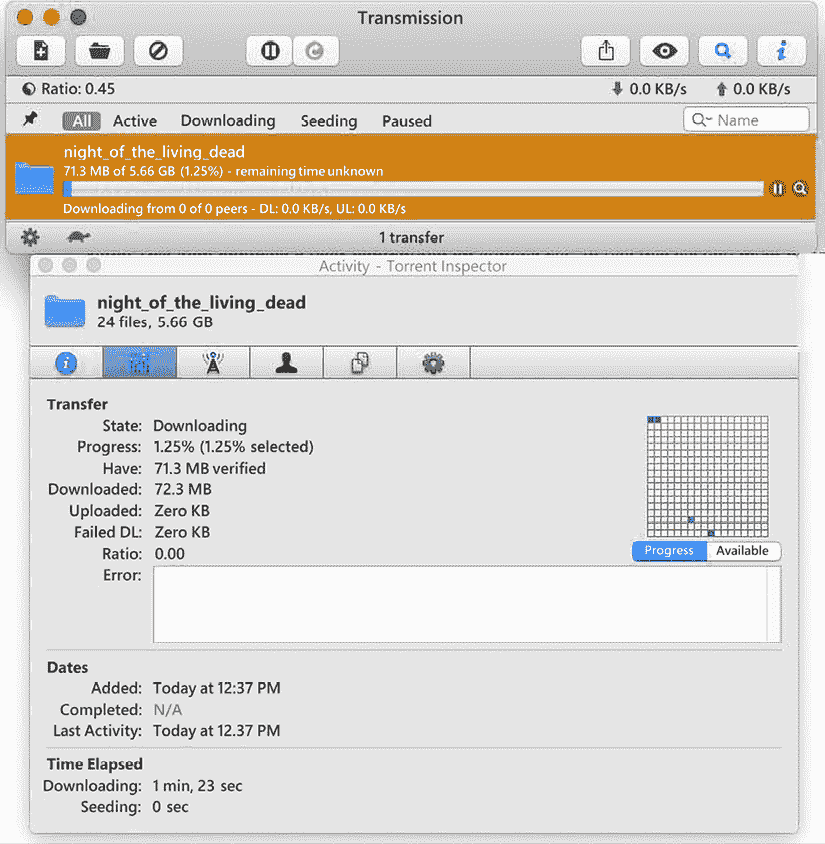 Transmission
Ratio: 0.45 0.0 KB/s 0.0 KB/s
All Active Downloading Seeding Paused Name
night_of_the_living_dead
71.3 MB of 5.66 GB (1.25%) - remaining time unknown
Downloading from 0 of 0 peers - DL: 0.0 KB/s, UL: 0.0 KB/s
1 transfer
Activity - Torrent Inspector
night_of_the_living_dead
24 files, 5.66 GB
Transfer
State: Downloading
Progress: 1.25% (1.25% selected)
Have: 71.3 MB verified
Downloaded: 72.3 MB
Uploaded: Zero KB
Failed DL: Zero KB
Ratio: 0.00
Progress Available
Error:
Dates
Added: Today at 12:37 PM
Completed: N/A
Last Activity: Today at 12.37 PM
Time Elapsed
Downloading: 1 min, 23 sec
Seeding: 0 sec